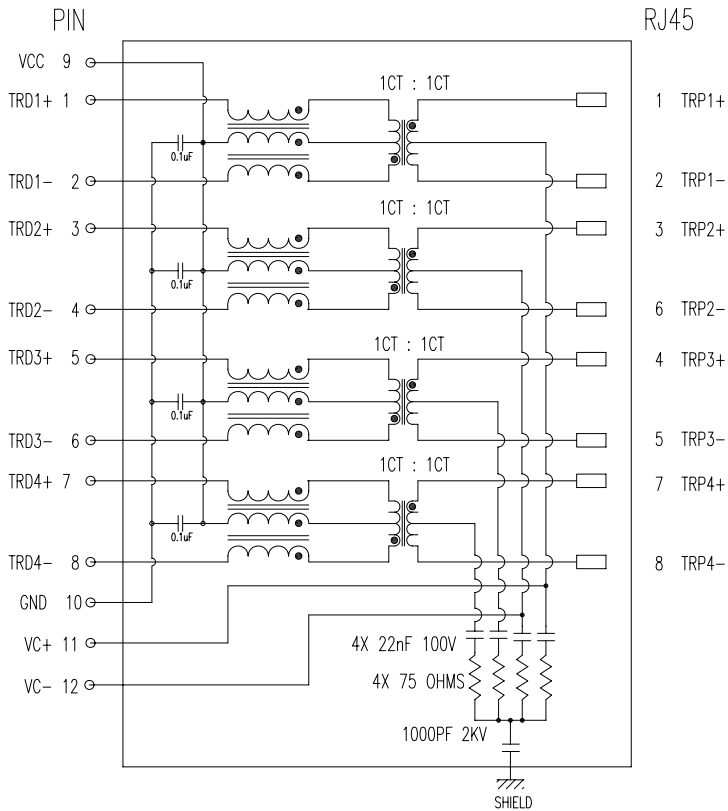 PIN RJ45
VCC 9
1CT : 1CT
TRD1+ 1 1 TRP1+
0.1uF
TRD1- 2 2 TRP1-
1CT : 1CT
TRD2+ 3 3 TRP2+
0.1uF
TRD2- 4 6 TRP2-
1CT : 1CT
TRD3+ 5 4 TRP3+
0.1uF
TRD3- 6 5 TRP3-
1CT : 1CT
TRD4+ 7 7 TRP4+
0.1uF
TRD4- 8 8 TRP4-
GND 10
VC+ 11
4X 22nF 100V
VC- 12
4X 75 OHMS
1000PF 2KV
SHIELD